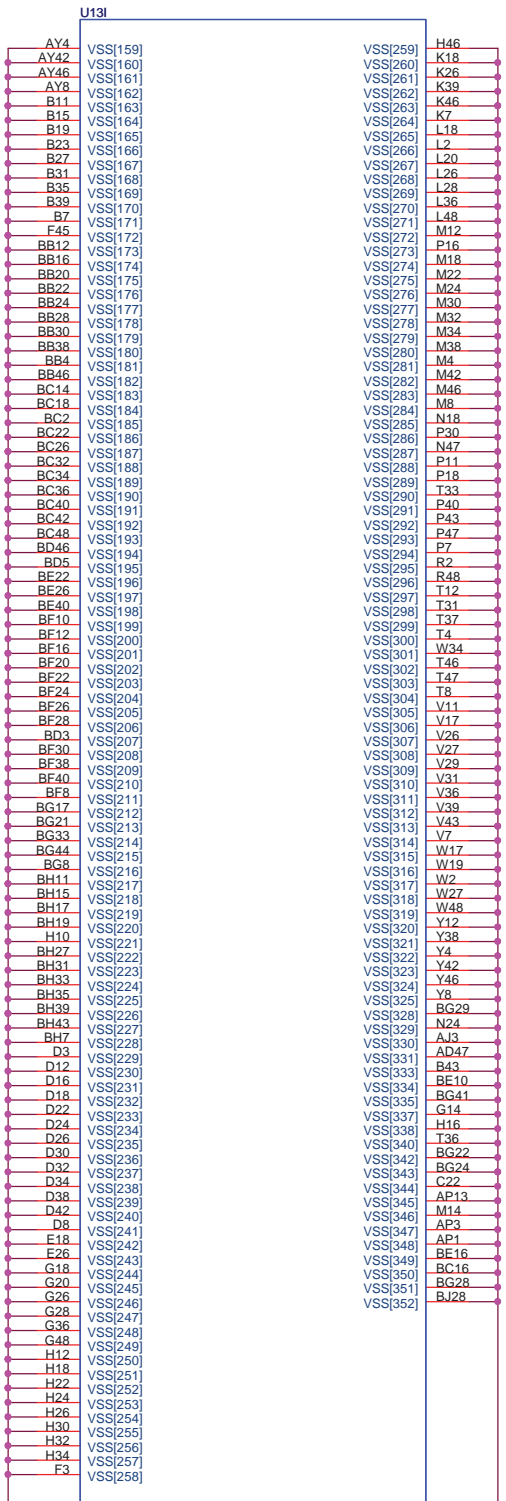 U13I
AY4 VSS[159] VSS[259] H46
AY42 VSS[160] VSS[260] K18
AY46 VSS[161] VSS[261] K26
AY8 VSS[162] VSS[262] K39
B11 VSS[163] VSS[263] K46
B15 VSS[164] VSS[264] K7
B19 VSS[165] VSS[265] L18
B23 VSS[166] VSS[266] L2
B27 VSS[167] VSS[267] L20
B31 VSS[168] VSS[268] L26
B35 VSS[169] VSS[269] L28
B39 VSS[170] VSS[270] L36
B7 VSS[171] VSS[271] L48
F45 VSS[172] VSS[272] M12
BB12 VSS[173] VSS[273] P16
BB16 VSS[174] VSS[274] M18
BB20 VSS[175] VSS[275] M22
BB22 VSS[176] VSS[276] M24
BB24 VSS[177] VSS[277] M30
BB28 VSS[178] VSS[278] M32
BB30 VSS[179] VSS[279] M34
BB38 VSS[180] VSS[280] M38
BB4 VSS[181] VSS[281] M4
BB46 VSS[182] VSS[282] M42
BC14 VSS[183] VSS[283] M46
BC18 VSS[184] VSS[284] M8
BC2 VSS[185] VSS[285] N18
BC22 VSS[186] VSS[286] P30
BC26 VSS[187] VSS[287] N47
BC32 VSS[188] VSS[288] P11
BC34 VSS[189] VSS[289] P18
BC36 VSS[190] VSS[290] T33
BC40 VSS[191] VSS[291] P40
BC42 VSS[192] VSS[292] P43
BC48 VSS[193] VSS[293] P47
BD46 VSS[194] VSS[294] P7
BD5 VSS[195] VSS[295] R2
BE22 VSS[196] VSS[296] R48
BE26 VSS[197] VSS[297] T12
BE40 VSS[198] VSS[298] T31
BF10 VSS[199] VSS[299] T37
BF12 VSS[200] VSS[300] T4
BF16 VSS[201] VSS[301] W34
BF20 VSS[202] VSS[302] T46
BF22 VSS[203] VSS[303] T47
BF24 VSS[204] VSS[304] T8
BF26 VSS[205] VSS[305] V11
BF28 VSS[206] VSS[306] V17
BD3 VSS[207] VSS[307] V26
BF30 VSS[208] VSS[308] V27
BF38 VSS[209] VSS[309] V29
BF40 VSS[210] VSS[310] V31
BF8 VSS[211] VSS[311] V36
BG17 VSS[212] VSS[312] V39
BG21 VSS[213] VSS[313] V43
BG33 VSS[214] VSS[314] V7
BG44 VSS[215] VSS[315] W17
BG8 VSS[216] VSS[316] W19
BH11 VSS[217] VSS[317] W2
BH15 VSS[218] VSS[318] W27
BH17 VSS[219] VSS[319] W48
BH19 VSS[220] VSS[320] Y12
H10 VSS[221] VSS[321] Y38
BH27 VSS[222] VSS[322] Y4
BH31 VSS[223] VSS[323] Y42
BH33 VSS[224] VSS[324] Y46
BH35 VSS[225] VSS[325] Y8
BH39 VSS[226] VSS[328] BG29
BH43 VSS[227] VSS[329] N24
BH7 VSS[228] VSS[330] AJ3
D3 VSS[229] VSS[331] AD47
D12 VSS[230] VSS[333] B43
D16 VSS[231] VSS[334] BE10
D18 VSS[232] VSS[335] BG41
D22 VSS[233] VSS[337] G14
D24 VSS[234] VSS[338] H16
D26 VSS[235] VSS[340] T36
D30 VSS[236] VSS[342] BG22
D32 VSS[237] VSS[343] BG24
D34 VSS[238] VSS[344] C22
D38 VSS[239] VSS[345] AP13
D42 VSS[240] VSS[346] M14
D8 VSS[241] VSS[347] AP3
E18 VSS[242] VSS[348] AP1
E26 VSS[243] VSS[349] BE16
G18 VSS[244] VSS[350] BC16
G20 VSS[245] VSS[351] BG28
G26 VSS[246] VSS[352] BJ28
G28 VSS[247]
G36 VSS[248]
G48 VSS[249]
H12 VSS[250]
H18 VSS[251]
H22 VSS[252]
H24 VSS[253]
H26 VSS[254]
H30 VSS[255]
H32 VSS[256]
H34 VSS[257]
F3 VSS[258]